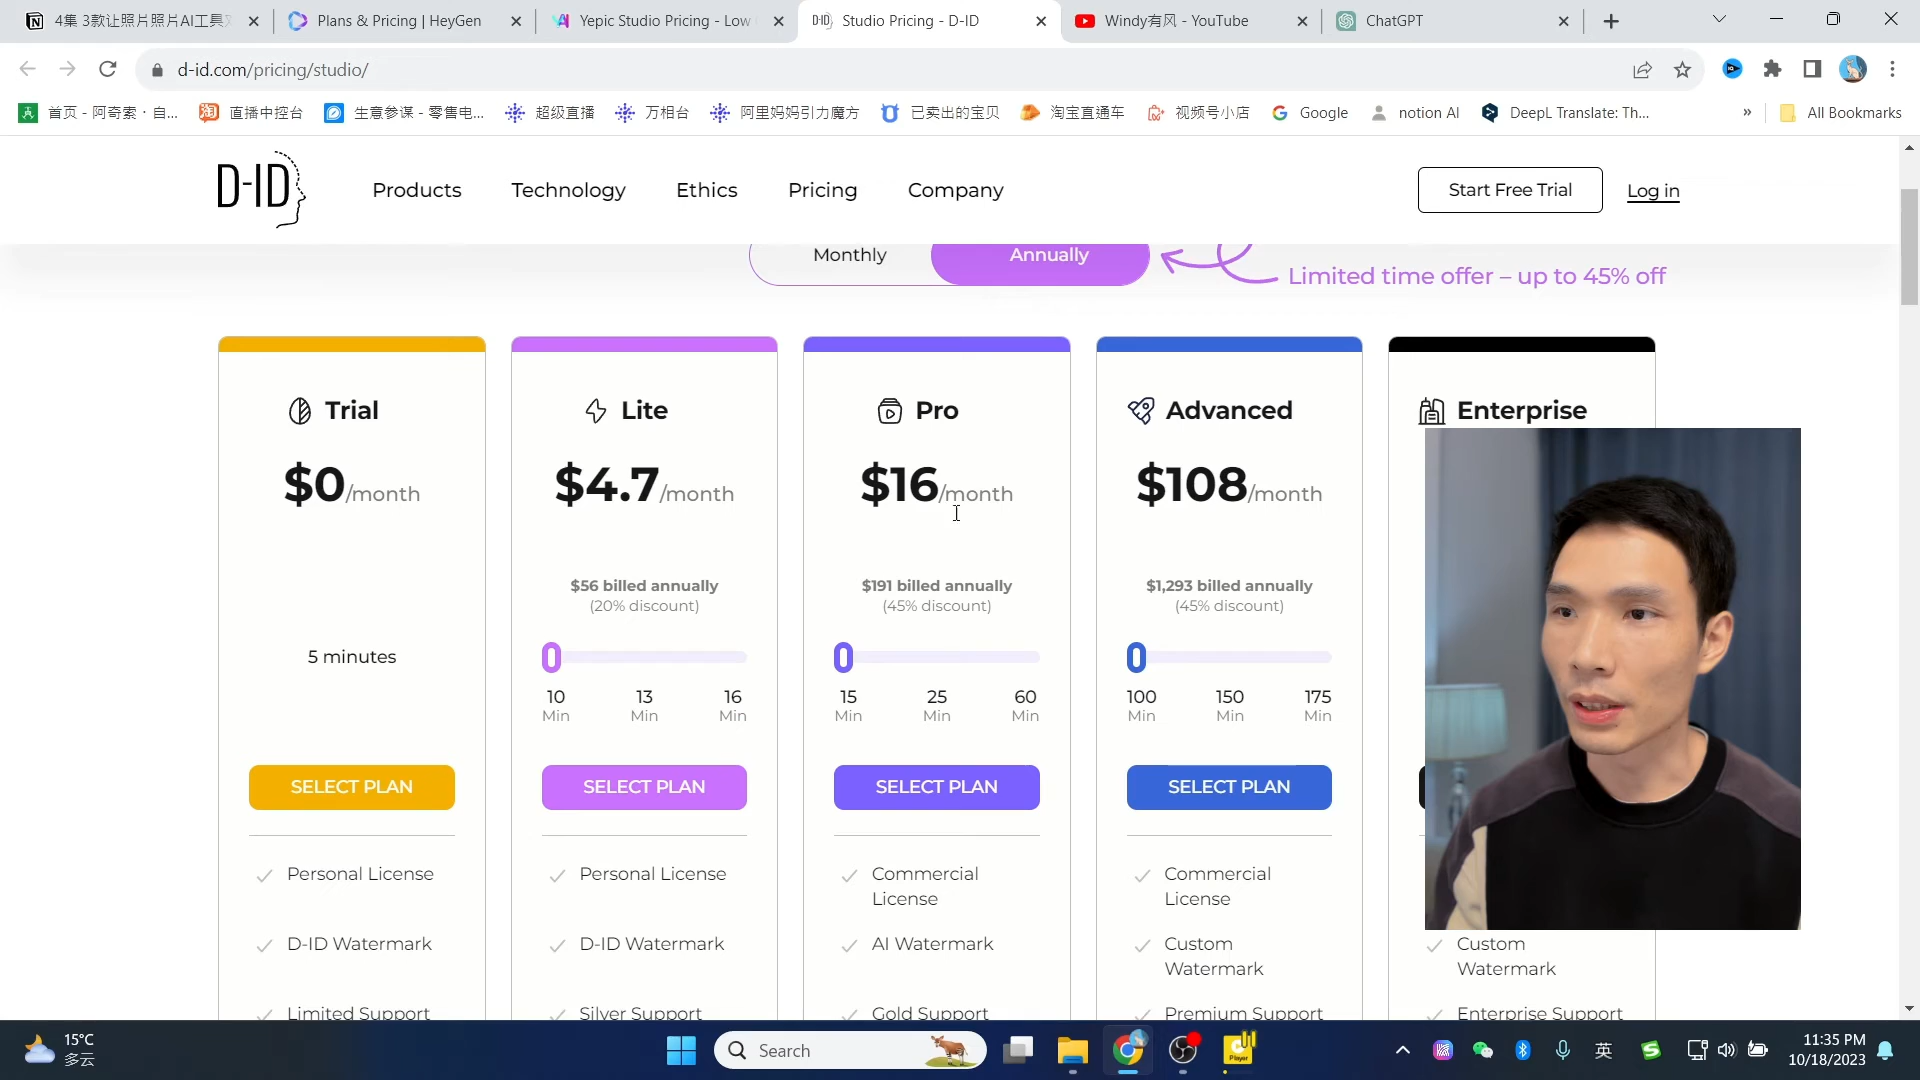 4集 3款让照片照片AI工具
Plans & Pricing | HeyGen
Yepic Studio Pricing - Low
Studio Pricing - D-ID
Windy有风 - YouTube
ChatGPT
d-id.com/pricing/studio/
首页 - 阿奇索 · 自...
直播中控台
生意参谋 - 零售电...
超级直播
万相台
阿里妈妈引力魔方
已卖出的宝贝
淘宝直通车
视频号小店
Google
notion AI
DeepL Translate: Th...
»
All Bookmarks
D-ID
Products
Technology
Ethics
Pricing
Company
Start Free Trial
Log in
Monthly
Annually
Limited time offer – up to 45% off
Trial
$0/month
5 minutes
SELECT PLAN
Personal License
D-ID Watermark
Limited Support
Lite
$4.7/month
$56 billed annually
(20% discount)
10 13 16
Min Min Min
SELECT PLAN
Personal License
D-ID Watermark
Silver Support
Pro
$16/month
$191 billed annually
(45% discount)
15 25 60
Min Min Min
SELECT PLAN
Commercial
License
AI Watermark
Gold Support
Advanced
$108/month
$1,293 billed annually
(45% discount)
100 150 175
Min Min Min
SELECT PLAN
Commercial
License
Custom
Watermark
Premium Support
Enterprise
Custom
Watermark
Enterprise Support
15°C
多云
Search
Player
英
11:35 PM
10/18/2023